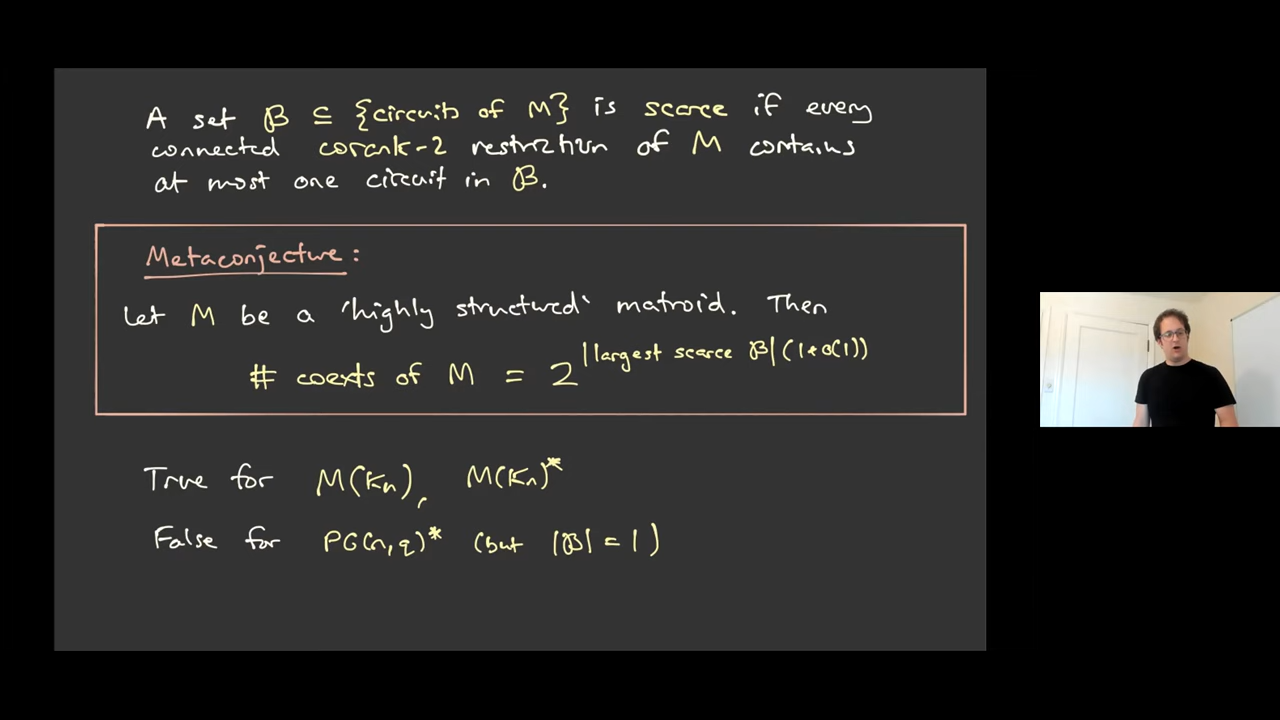 A set 𝓑 ⊆ {circuits of M} is scarce if every
connected corank-2 restriction of M contains
at most one circuit in 𝓑.
Metaconjecture:
Let M be a 'highly structured' matroid. Then
# coexts of M = 2^{|largest scarce 𝓑|(1+o(1))}
True for M(Kn), M(Kn)*
False for PG(n,q)* (but |𝓑| = 1)